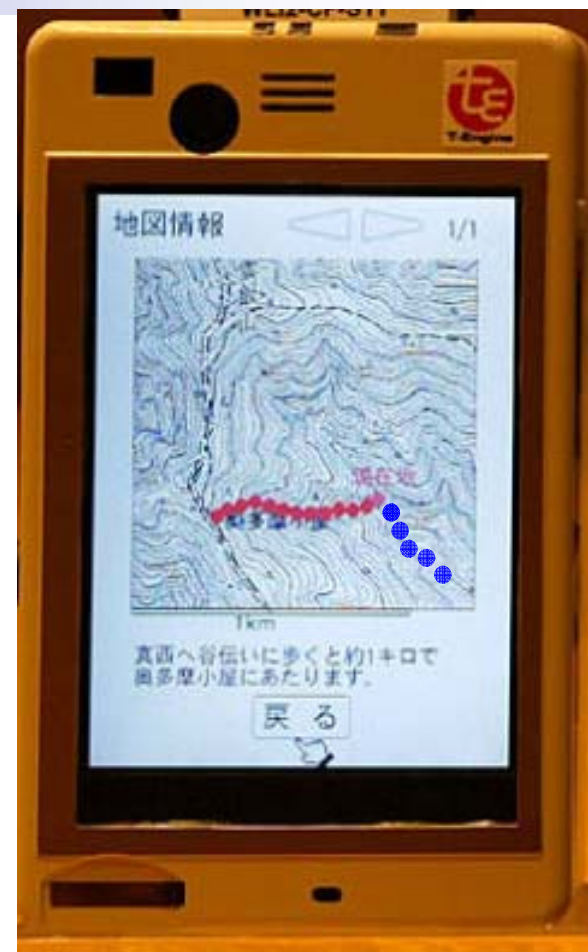 T-Engine
地図情報
1/1
現在地
奥多摩小屋
1km
真西へ谷伝いに歩くと約1キロで
奥多摩小屋にあたります。
戻る